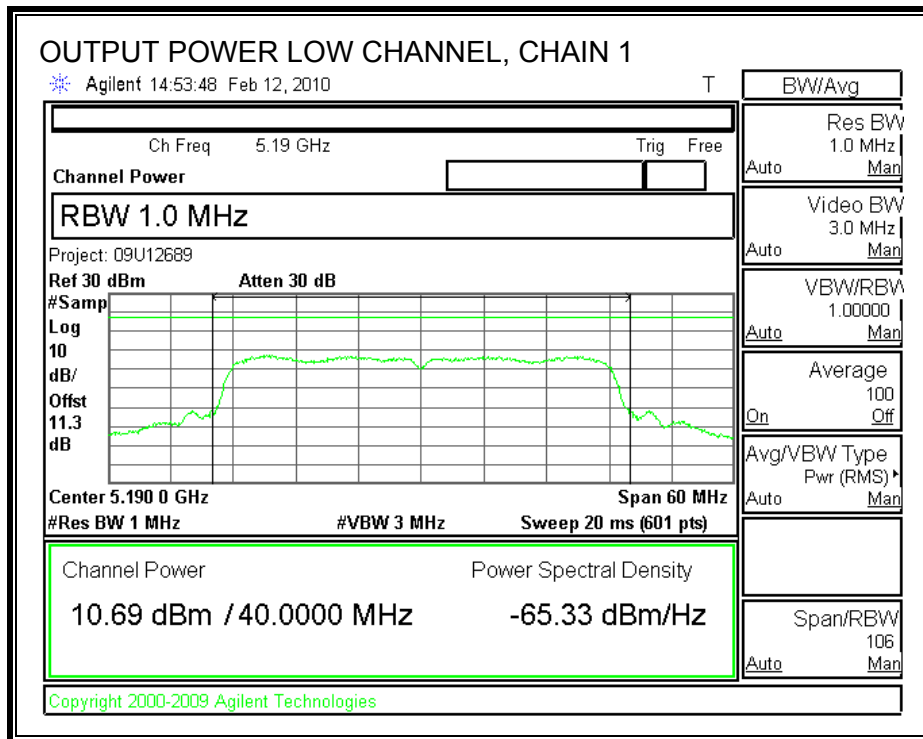 OUTPUT POWER LOW CHANNEL, CHAIN 1
Agilent 14:53:48 Feb 12, 2010 T
BW/Avg
Ch Freq 5.19 GHz Trig Free
Channel Power
RBW 1.0 MHz
Project: 09U12689
Ref 30 dBm Atten 30 dB
#Samp
Log
10
dB/
Offst
11.3
dB
Center 5.190 0 GHz Span 60 MHz
#Res BW 1 MHz #VBW 3 MHz Sweep 20 ms (601 pts)
Channel Power Power Spectral Density
10.69 dBm / 40.0000 MHz -65.33 dBm/Hz
Res BW
1.0 MHz
Auto Man
Video BW
3.0 MHz
Auto Man
VBW/RBW
1.00000
Auto Man
Average
100
On Off
Avg/VBW Type
Pwr (RMS)
Auto Man
Span/RBW
106
Auto Man
Copyright 2000-2009 Agilent Technologies